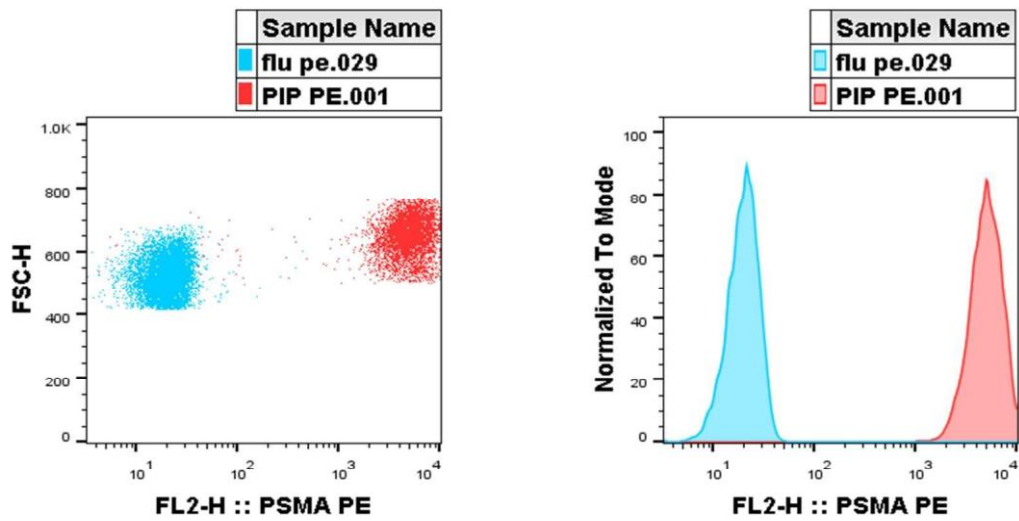 Sample Name
flu pe.029
PIP PE.001
1.0K
800
600
400
200
0
FSC-H
10^1
10^2
10^3
10^4
FL2-H :: PSMA PE
Sample Name
flu pe.029
PIP PE.001
100
80
60
40
20
0
Normalized To Mode
10^1
10^2
10^3
10^4
FL2-H :: PSMA PE